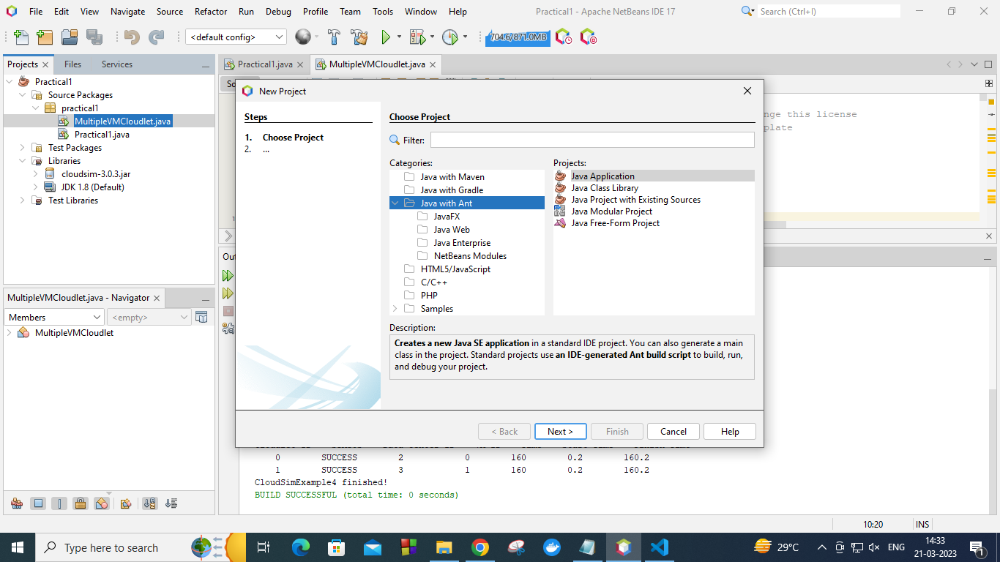 File Edit View Navigate Source Refactor Run Debug Profile Team Tools Window Help Practical1 - Apache NetBeans IDE 17 Search (Ctrl+I)
<default config> 704.6/871.0MB
Projects Files Services Practical1.java MultipleVMCloudlet.java
Practical1
Source Packages
practical1
MultipleVMCloudlet.java
Practical1.java
Test Packages
Libraries
cloudsim-3.0.3.jar
JDK 1.8 (Default)
Test Libraries
nge this license
plate
New Project
Steps
1. Choose Project
2. ...
Choose Project
Filter:
Categories:
Java with Maven
Java with Gradle
Java with Ant
JavaFX
Java Web
Java Enterprise
NetBeans Modules
HTML5/JavaScript
C/C++
PHP
Samples
Projects:
Java Application
Java Class Library
Java Project with Existing Sources
Java Modular Project
Java Free-Form Project
Description:
Creates a new Java SE application in a standard IDE project. You can also generate a main
class in the project. Standard projects use an IDE-generated Ant build script to build, run,
and debug your project.
< Back Next > Finish Cancel Help
MultipleVMCloudlet.java - Navigator
Members <empty>
MultipleVMCloudlet
0 SUCCESS 2 0 160 0.2 160.2
1 SUCCESS 3 1 160 0.2 160.2
CloudSimExample4 finished!
BUILD SUCCESSFUL (total time: 0 seconds)
10:20 INS
Type here to search 29°C ENG 14:33
21-03-2023 1